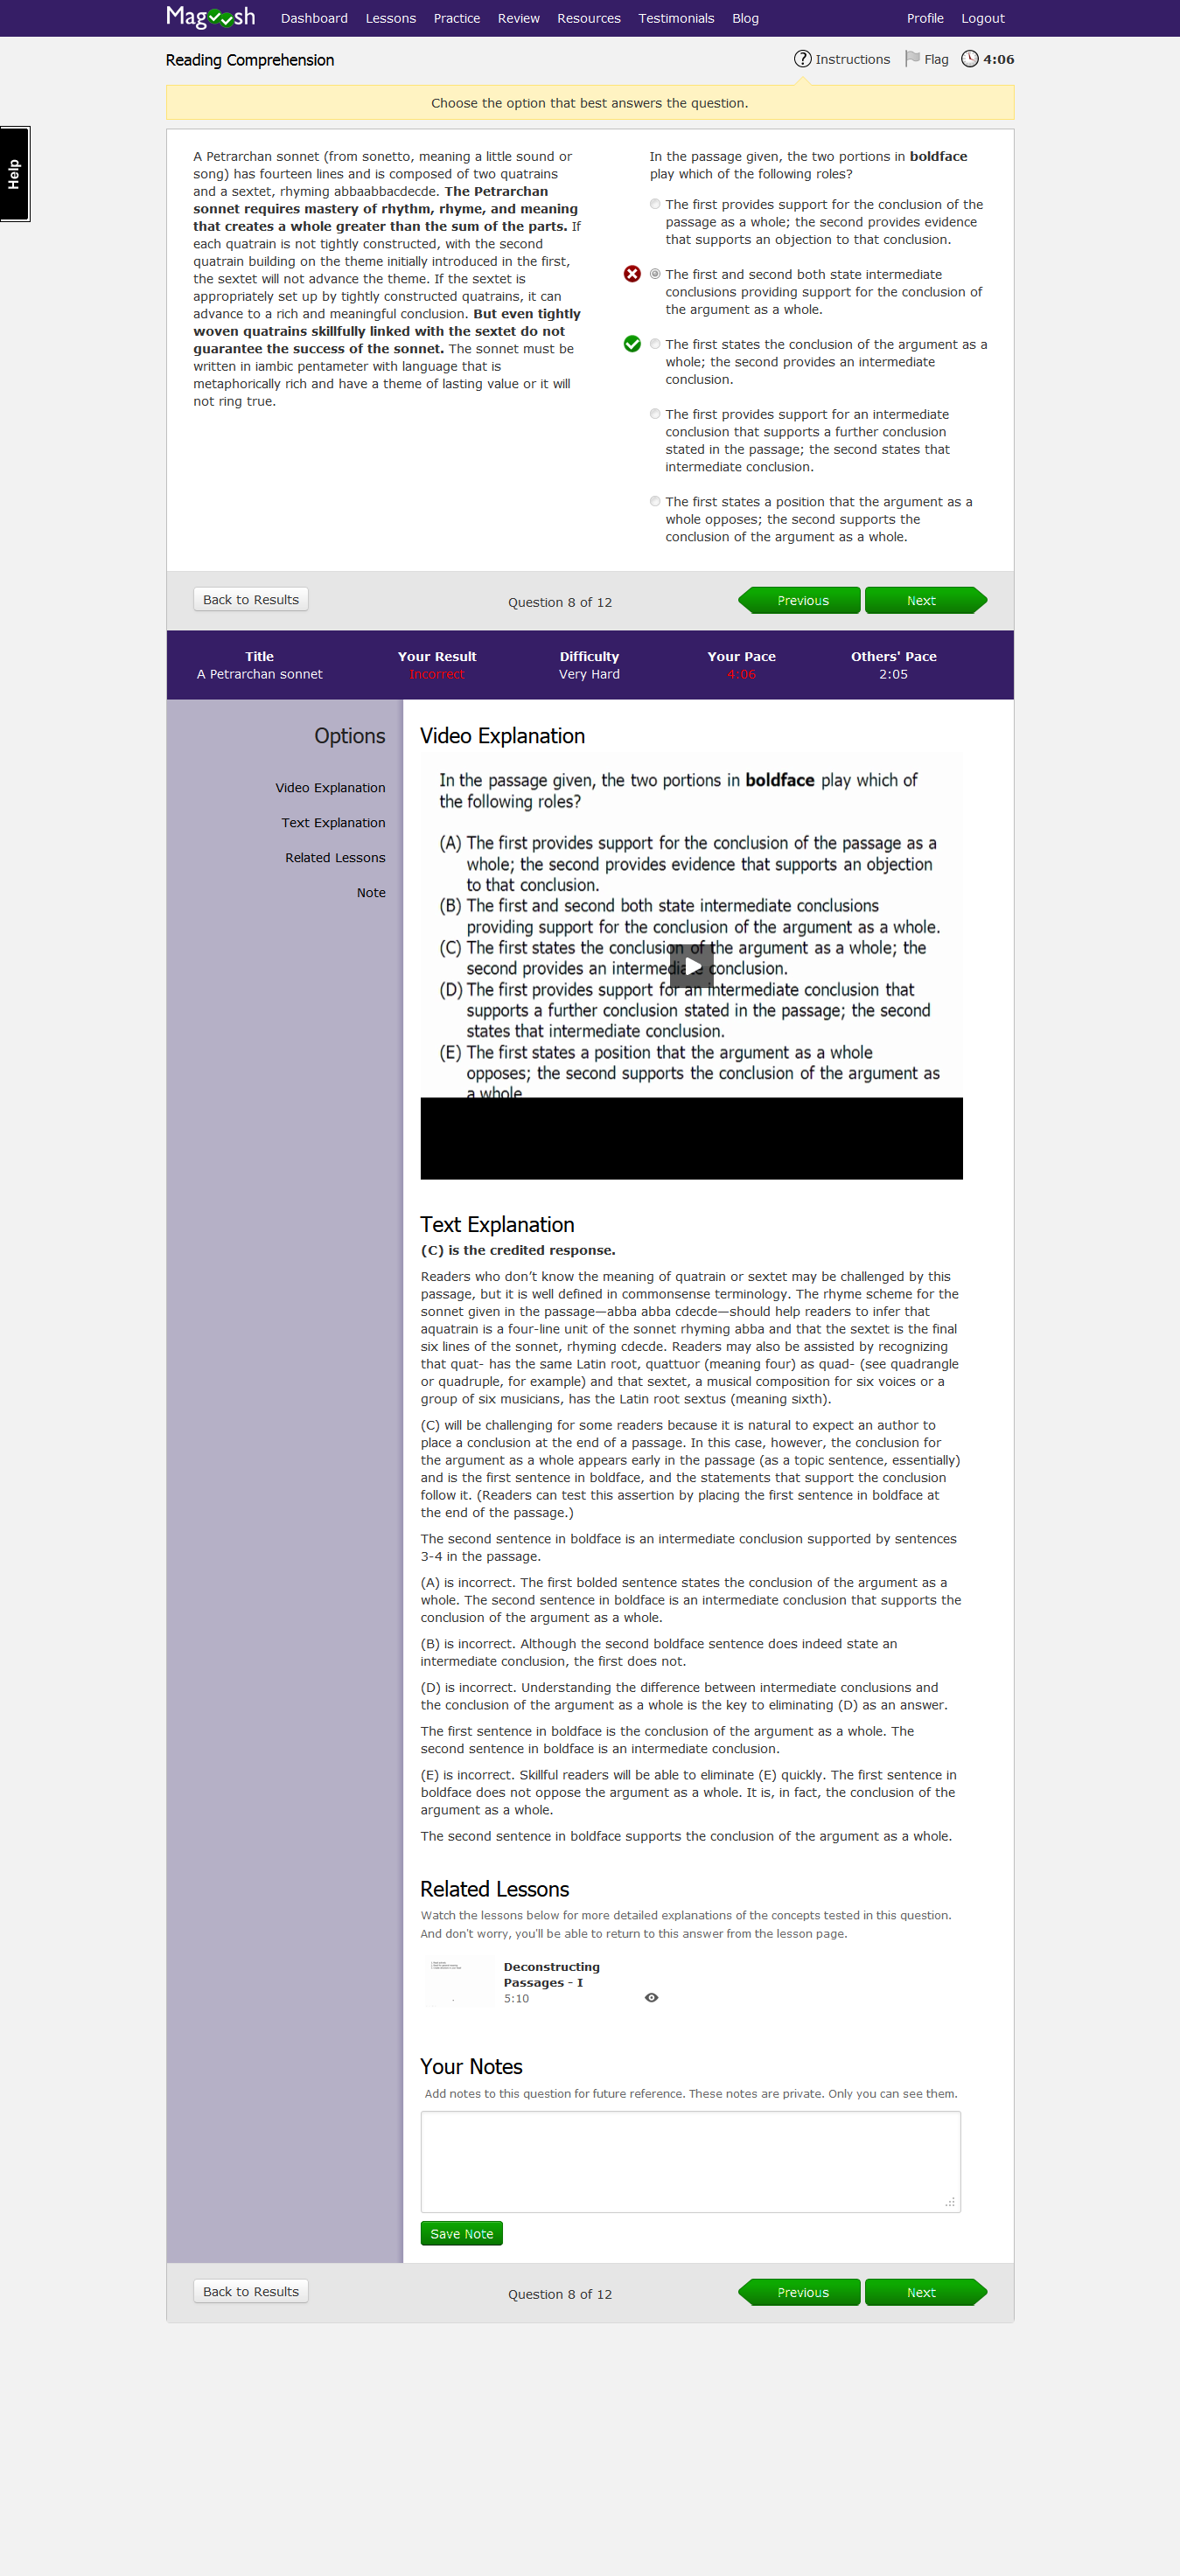 Magoosh
Dashboard Lessons Practice Review Resources Testimonials Blog Profile Logout
Reading Comprehension
Instructions Flag 4:06
Choose the option that best answers the question.
Help
A Petrarchan sonnet (from sonetto, meaning a little sound or
song) has fourteen lines and is composed of two quatrains
and a sextet, rhyming abbaabbacdecde. The Petrarchan
sonnet requires mastery of rhythm, rhyme, and meaning
that creates a whole greater than the sum of the parts. If
each quatrain is not tightly constructed, with the second
quatrain building on the theme initially introduced in the first,
the sextet will not advance the theme. If the sextet is
appropriately set up by tightly constructed quatrains, it can
advance to a rich and meaningful conclusion. But even tightly
woven quatrains skillfully linked with the sextet do not
guarantee the success of the sonnet. The sonnet must be
written in iambic pentameter with language that is
metaphorically rich and have a theme of lasting value or it will
not ring true.
In the passage given, the two portions in boldface
play which of the following roles?
The first provides support for the conclusion of the
passage as a whole; the second provides evidence
that supports an objection to that conclusion.
The first and second both state intermediate
conclusions providing support for the conclusion of
the argument as a whole.
The first states the conclusion of the argument as a
whole; the second provides an intermediate
conclusion.
The first provides support for an intermediate
conclusion that supports a further conclusion
stated in the passage; the second states that
intermediate conclusion.
The first states a position that the argument as a
whole opposes; the second supports the
conclusion of the argument as a whole.
Back to Results Question 8 of 12 Previous Next
Title Your Result Difficulty Your Pace Others' Pace
A Petrarchan sonnet Incorrect Very Hard 4:06 2:05
Options
Video Explanation
Text Explanation
Related Lessons
Note
Video Explanation
In the passage given, the two portions in boldface play which of
the following roles?
(A) The first provides support for the conclusion of the passage as a
whole; the second provides evidence that supports an objection
to that conclusion.
(B) The first and second both state intermediate conclusions
providing support for the conclusion of the argument as a whole.
(C) The first states the conclusion of the argument as a whole; the
second provides an intermediate conclusion.
(D) The first provides support for an intermediate conclusion that
supports a further conclusion stated in the passage; the second
states that intermediate conclusion.
(E) The first states a position that the argument as a whole
opposes; the second supports the conclusion of the argument as
a whole
Text Explanation
(C) is the credited response.
Readers who don’t know the meaning of quatrain or sextet may be challenged by this
passage, but it is well defined in commonsense terminology. The rhyme scheme for the
sonnet given in the passage—abba abba cdecde—should help readers to infer that
aquatrain is a four-line unit of the sonnet rhyming abba and that the sextet is the final
six lines of the sonnet, rhyming cdecde. Readers may also be assisted by recognizing
that quat- has the same Latin root, quattuor (meaning four) as quad- (see quadrangle
or quadruple, for example) and that sextet, a musical composition for six voices or a
group of six musicians, has the Latin root sextus (meaning sixth).
(C) will be challenging for some readers because it is natural to expect an author to
place a conclusion at the end of a passage. In this case, however, the conclusion for
the argument as a whole appears early in the passage (as a topic sentence, essentially)
and is the first sentence in boldface, and the statements that support the conclusion
follow it. (Readers can test this assertion by placing the first sentence in boldface at
the end of the passage.)
The second sentence in boldface is an intermediate conclusion supported by sentences
3-4 in the passage.
(A) is incorrect. The first bolded sentence states the conclusion of the argument as a
whole. The second sentence in boldface is an intermediate conclusion that supports the
conclusion of the argument as a whole.
(B) is incorrect. Although the second boldface sentence does indeed state an
intermediate conclusion, the first does not.
(D) is incorrect. Understanding the difference between intermediate conclusions and
the conclusion of the argument as a whole is the key to eliminating (D) as an answer.
The first sentence in boldface is the conclusion of the argument as a whole. The
second sentence in boldface is an intermediate conclusion.
(E) is incorrect. Skillful readers will be able to eliminate (E) quickly. The first sentence in
boldface does not oppose the argument as a whole. It is, in fact, the conclusion of the
argument as a whole.
The second sentence in boldface supports the conclusion of the argument as a whole.
Related Lessons
Watch the lessons below for more detailed explanations of the concepts tested in this question.
And don't worry, you'll be able to return to this answer from the lesson page.
Deconstructing
Passages - I
5:10
Your Notes
Add notes to this question for future reference. These notes are private. Only you can see them.
Save Note
Back to Results Question 8 of 12 Previous Next